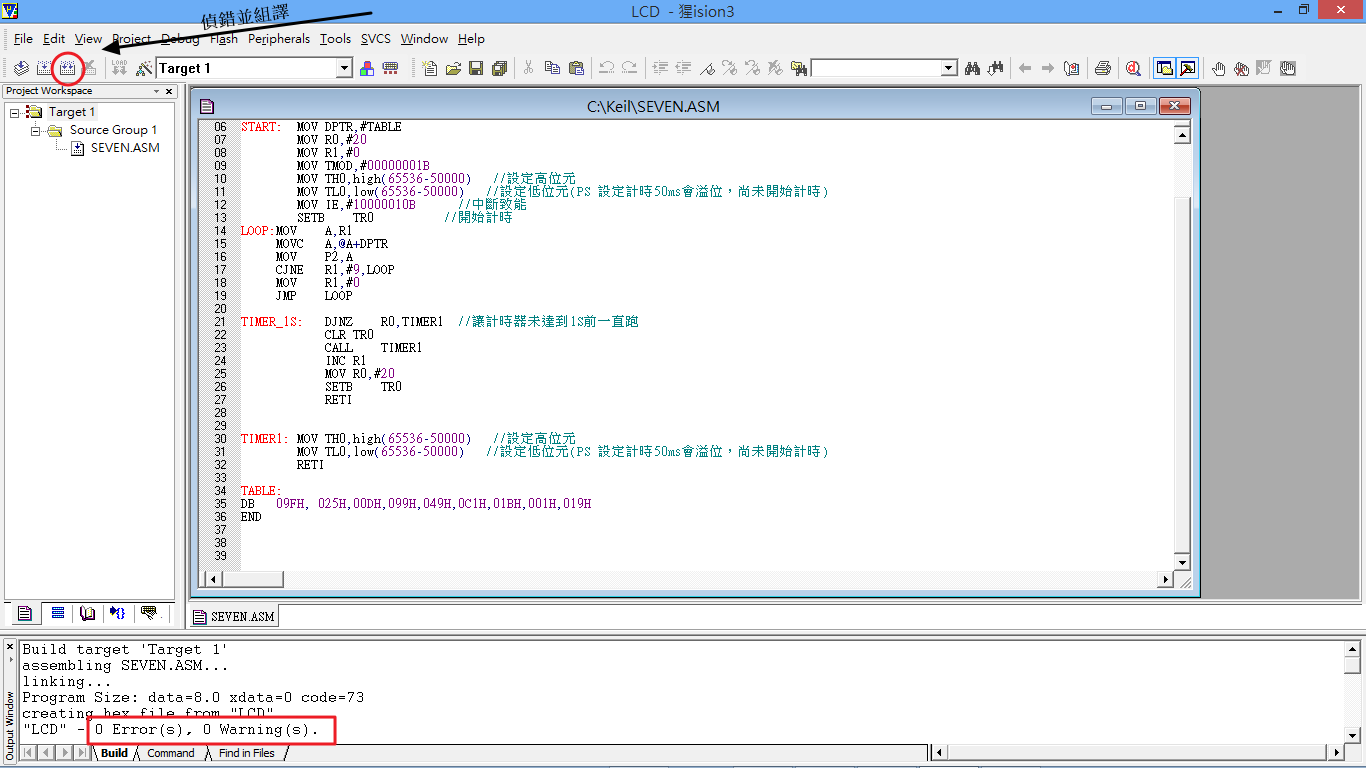 LCD - 猩ision3
偵錯並組譯
File Edit View Project Debug Flash Peripherals Tools SVCS Window Help
LOAD
Target 1
Project Workspace
Target 1
Source Group 1
SEVEN.ASM
C:\Keil\SEVEN.ASM
06 START: MOV DPTR,#TABLE
07 MOV R0,#20
08 MOV R1,#0
09 MOV TMOD,#00000001B
10 MOV TH0,high(65536-50000) //設定高位元
11 MOV TL0,low(65536-50000) //設定低位元(PS 設定計時50ms會溢位，尚未開始計時)
12 MOV IE,#10000010B //中斷致能
13 SETB TR0 //開始計時
14 LOOP:MOV A,R1
15 MOVC A,@A+DPTR
16 MOV P2,A
17 CJNE R1,#9,LOOP
18 MOV R1,#0
19 JMP LOOP
20
21 TIMER_1S: DJNZ R0,TIMER1 //讓計時器未達到1S前一直跑
22 CLR TR0
23 CALL TIMER1
24 INC R1
25 MOV R0,#20
26 SETB TR0
27 RETI
28
29
30 TIMER1: MOV TH0,high(65536-50000) //設定高位元
31 MOV TL0,low(65536-50000) //設定低位元(PS 設定計時50ms會溢位，尚未開始計時)
32 RETI
33
34 TABLE:
35 DB 09FH, 025H,00DH,099H,049H,0C1H,01BH,001H,019H
36 END
37
38
39
SEVEN.ASM
Output Window
Build target 'Target 1'
assembling SEVEN.ASM...
linking...
Program Size: data=8.0 xdata=0 code=73
creating hex file from "LCD"
"LCD" - 0 Error(s), 0 Warning(s).
Build Command Find in Files